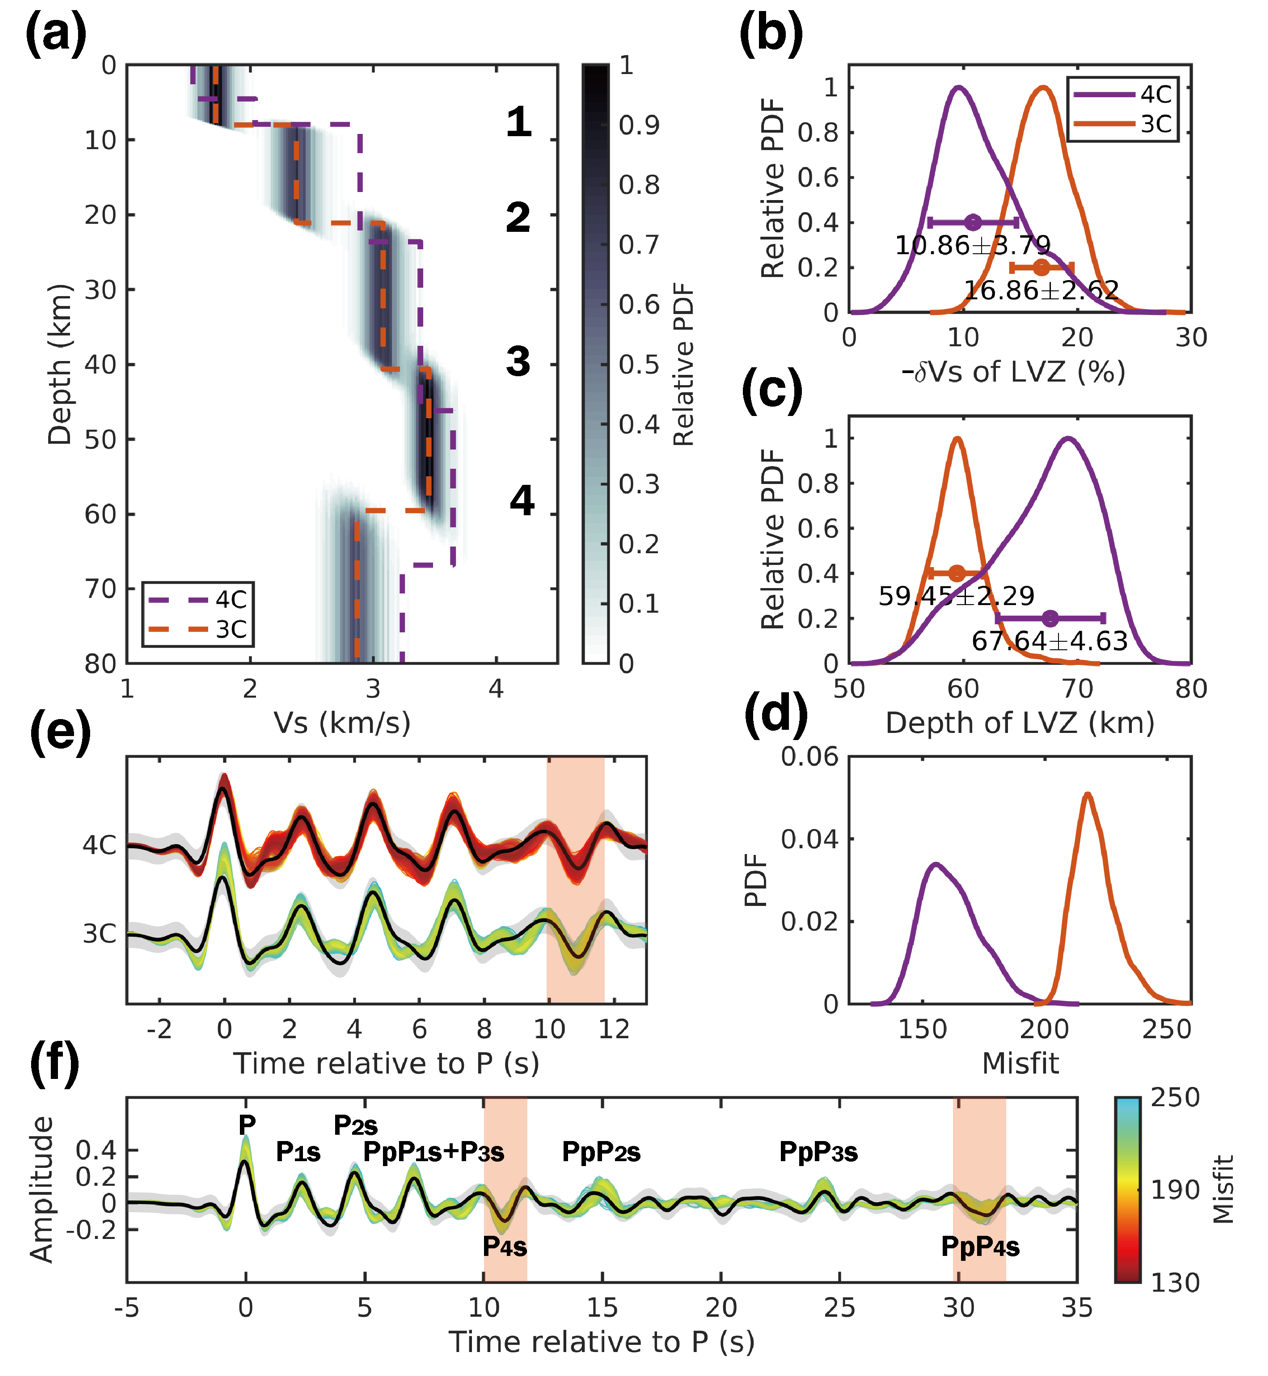 (a)
0
10
20
30
40
50
60
70
80
Depth (km)
1
2
3
4
4C
3C
1
2
3
4
Vs (km/s)
1
0.9
0.8
0.7
0.6
0.5
0.4
0.3
0.2
0.1
0
Relative PDF
(b)
1
0.8
0.6
0.4
0.2
0
Relative PDF
4C
3C
10.86±3.79
16.86±2.62
0
10
20
30
-δVs of LVZ (%)
(c)
1
0.8
0.6
0.4
0.2
0
Relative PDF
59.45±2.29
67.64±4.63
50
60
70
80
Depth of LVZ (km)
(d)
0.06
0.04
0.02
0
PDF
150
200
250
Misfit
(e)
4C
3C
-2
0
2
4
6
8
10
12
Time relative to P (s)
(f)
Amplitude
0.4
0.2
0
-0.2
P
P1s
P2s
PpP1s+P3s
P4s
PpP2s
PpP3s
PpP4s
-5
0
5
10
15
20
25
30
35
Time relative to P (s)
250
190
130
Misfit